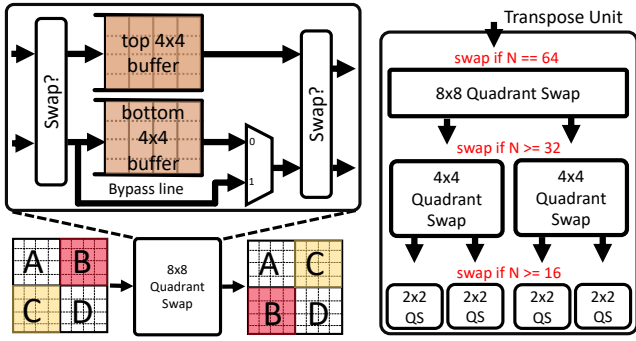 Swap?
top 4x4
buffer
bottom
4x4
buffer
Bypass line
0
1
Swap?
A B
C D
8x8
Quadrant
Swap
A C
B D
Transpose Unit
swap if N == 64
8x8 Quadrant Swap
swap if N >= 32
4x4
Quadrant
Swap
4x4
Quadrant
Swap
swap if N >= 16
2x2
QS
2x2
QS
2x2
QS
2x2
QS